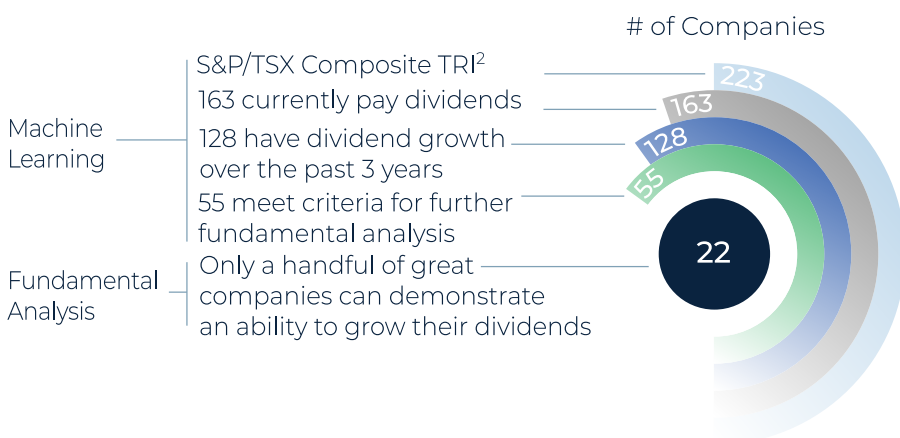 # of Companies
S&P/TSX Composite TRI²
223
163 currently pay dividends
163
Machine
Learning
128 have dividend growth
over the past 3 years
128
55 meet criteria for further
fundamental analysis
55
Fundamental
Analysis
Only a handful of great
companies can demonstrate
an ability to grow their dividends
22